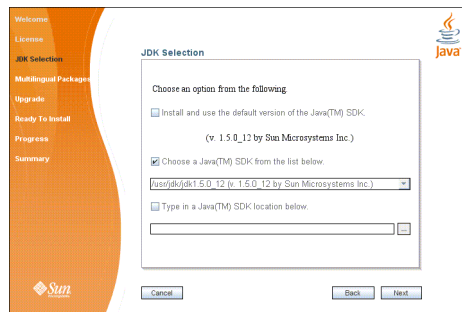 Welcome
License
JDK Selection
Multilingual Packages
Upgrade
Ready To Install
Progress
Summary
Sun
Java
JDK Selection
Choose an option from the following.
Install and use the default version of the Java(TM) SDK.
(v. 1.5.0_12 by Sun Microsystems Inc.)
Choose a Java(TM) SDK from the list below.
/usr/jdk/jdk1.5.0_12 (v. 1.5.0_12 by Sun Microsystems Inc.)
Type in a Java(TM) SDK location below.
...
Cancel
Back
Next